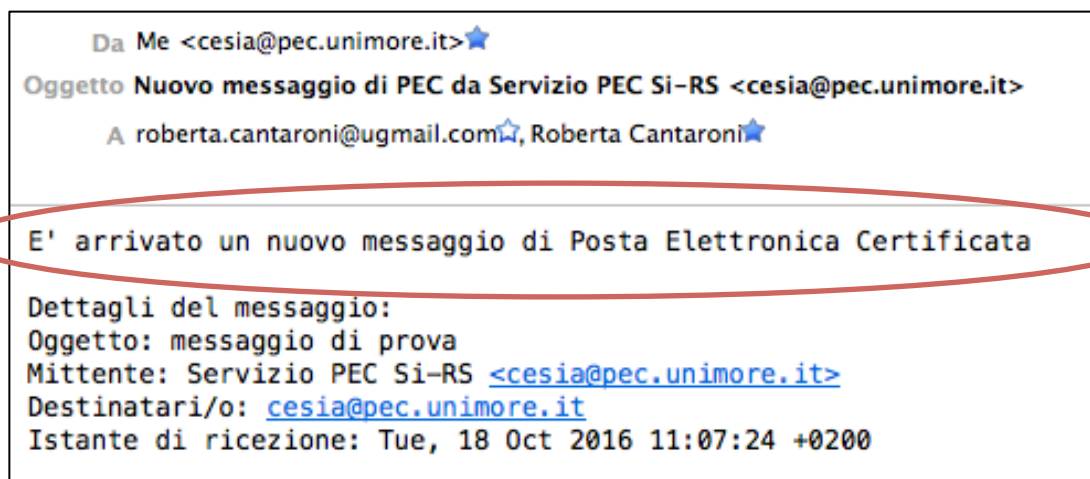 Da Me <cesia@pec.unimore.it>
Oggetto Nuovo messaggio di PEC da Servizio PEC Si-RS <cesia@pec.unimore.it>
A roberta.cantaroni@ugmail.com, Roberta Cantaroni
E' arrivato un nuovo messaggio di Posta Elettronica Certificata
Dettagli del messaggio:
Oggetto: messaggio di prova
Mittente: Servizio PEC Si-RS <cesia@pec.unimore.it>
Destinatari/o: cesia@pec.unimore.it
Istante di ricezione: Tue, 18 Oct 2016 11:07:24 +0200